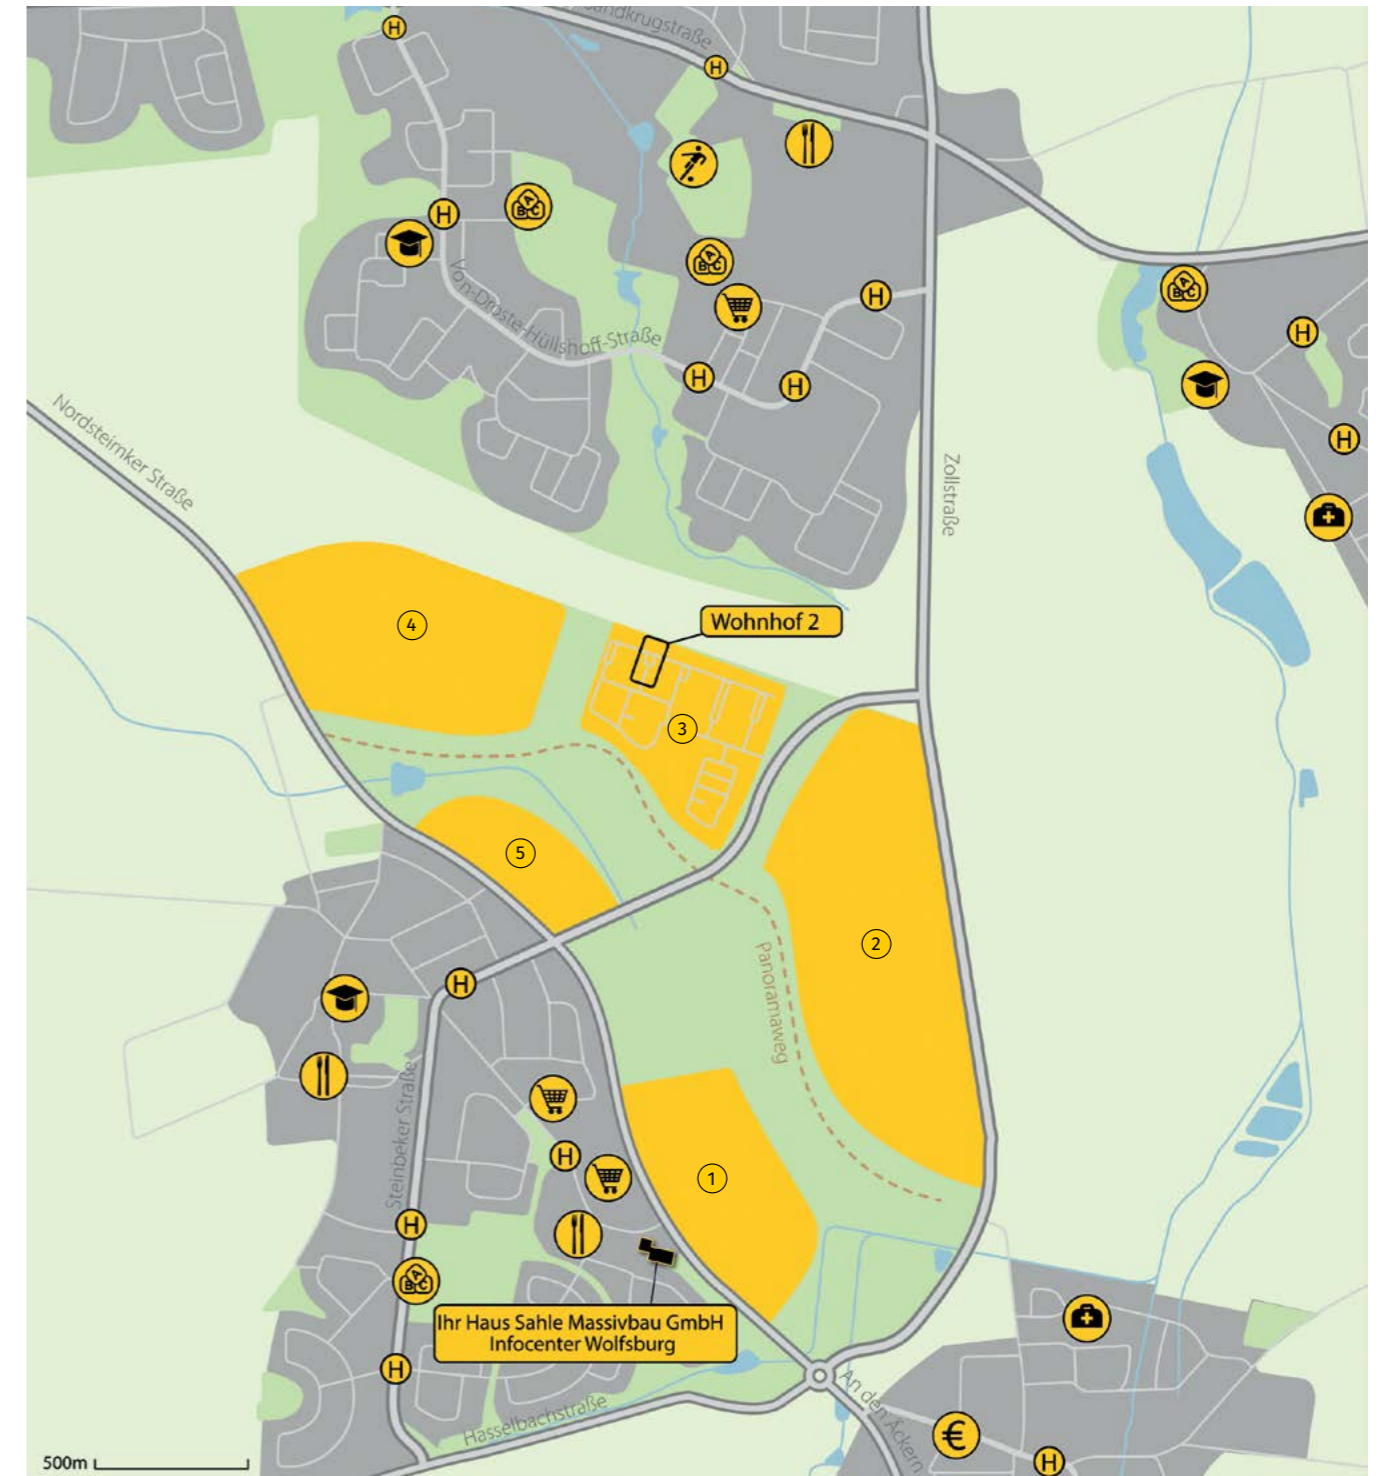 H
Sandkrugstraße
H
A
B C
H
A
B C
Von-Droste-Hüllshoff-Straße
H
A
B C
H
H
H
H
Nordsteimker Straße
Zollstraße
4
Wohnhof 2
3
5
2
Panoramaweg
H
Steinbeker Straße
H
1
H
A
B C
Ihr Haus Sahle Massivbau GmbH
Infocenter Wolfsburg
H
An den Äckern
Hasselbachstraße
€
H
500m